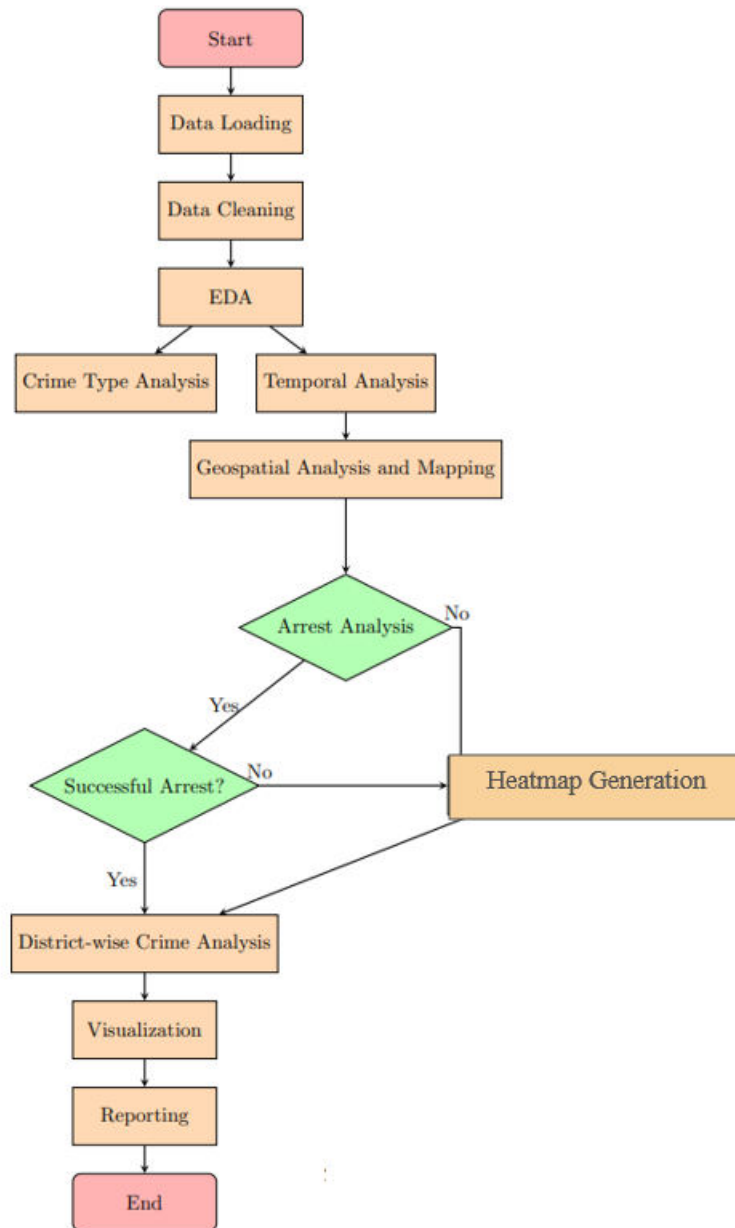 Start
Data Loading
Data Cleaning
EDA
Crime Type Analysis
Temporal Analysis
Geospatial Analysis and Mapping
Arrest Analysis
No
Yes
Successful Arrest?
No
Heatmap Generation
Yes
District-wise Crime Analysis
Visualization
Reporting
End